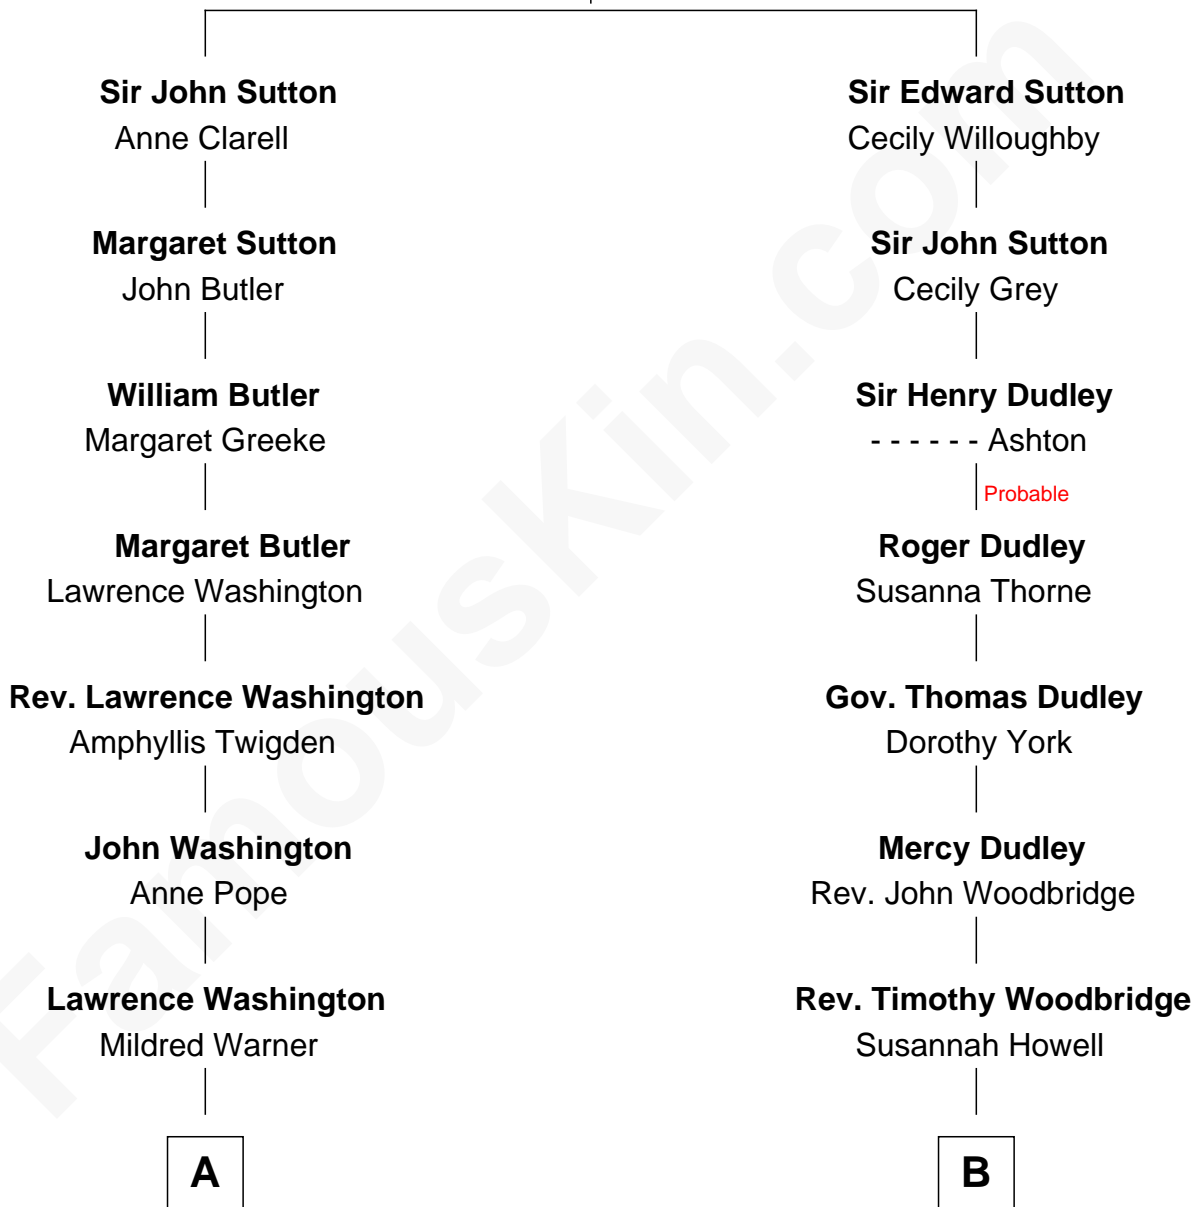 Sir John Sutton
Anne Clarell
Margaret Sutton
John Butler
William Butler
Margaret Greeke
Margaret Butler
Lawrence Washington
Rev. Lawrence Washington
Amphyllis Twigden
John Washington
Anne Pope
Lawrence Washington
Mildred Warner
A
Sir Edward Sutton
Cecily Willoughby
Sir John Sutton
Cecily Grey
Sir Henry Dudley
- - - - - - Ashton
Probable
Roger Dudley
Susanna Thorne
Gov. Thomas Dudley
Dorothy York
Mercy Dudley
Rev. John Woodbridge
Rev. Timothy Woodbridge
Susannah Howell
B
FamousKin.com